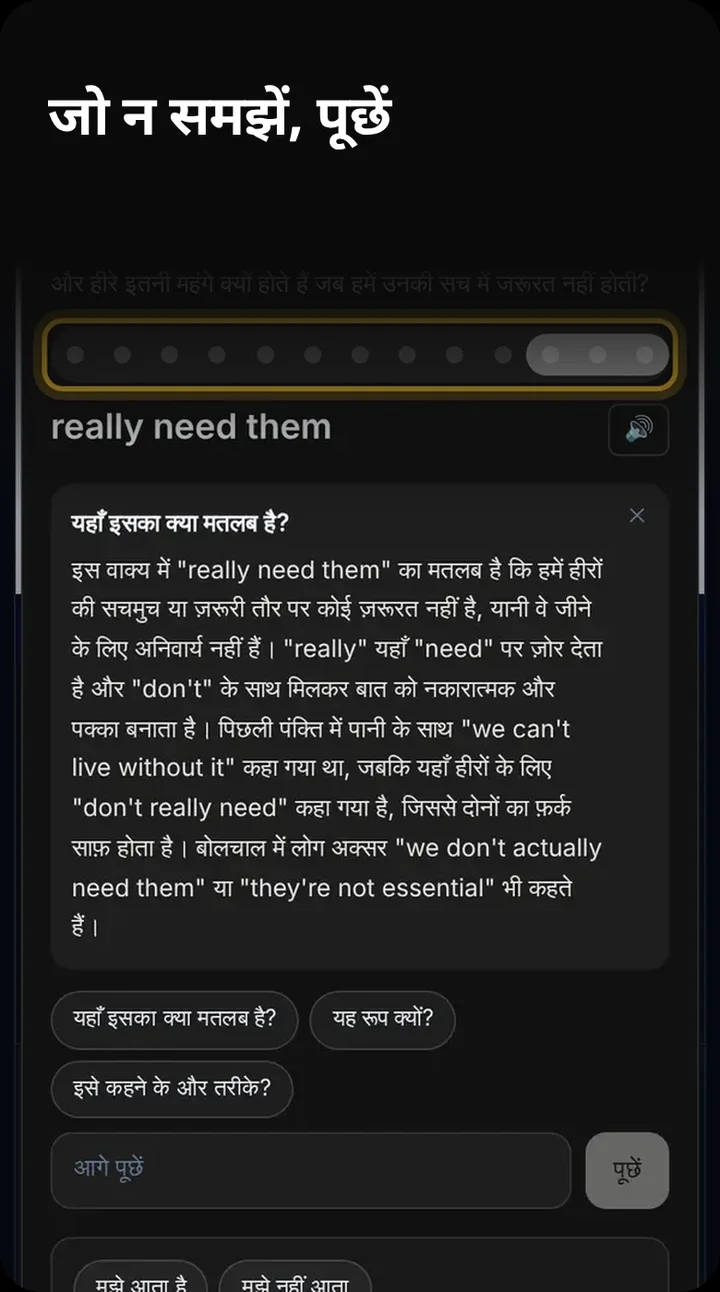 जो न समझें, पूछें
और हीरे इतनी महंगे क्यों होते हैं जब हमें उनकी सच में जरूरत नहीं होती?
really need them
यहाँ इसका क्या मतलब है?
इस वाक्य में "really need them" का मतलब है कि हमें हीरों
की सचमुच या ज़रूरी तौर पर कोई ज़रूरत नहीं है, यानी वे जीने
के लिए अनिवार्य नहीं हैं। "really" यहाँ "need" पर ज़ोर देता
है और "don't" के साथ मिलकर बात को नकारात्मक और
पक्का बनाता है। पिछली पंक्ति में पानी के साथ "we can't
live without it" कहा गया था, जबकि यहाँ हीरों के लिए
"don't really need" कहा गया है, जिससे दोनों का फ़र्क
साफ़ होता है। बोलचाल में लोग अक्सर "we don't actually
need them" या "they're not essential" भी कहते
हैं।
यहाँ इसका क्या मतलब है?
यह रूप क्यों?
इसे कहने के और तरीके?
आगे पूछें
पूछें
मुझे आता है
मुझे नहीं आता